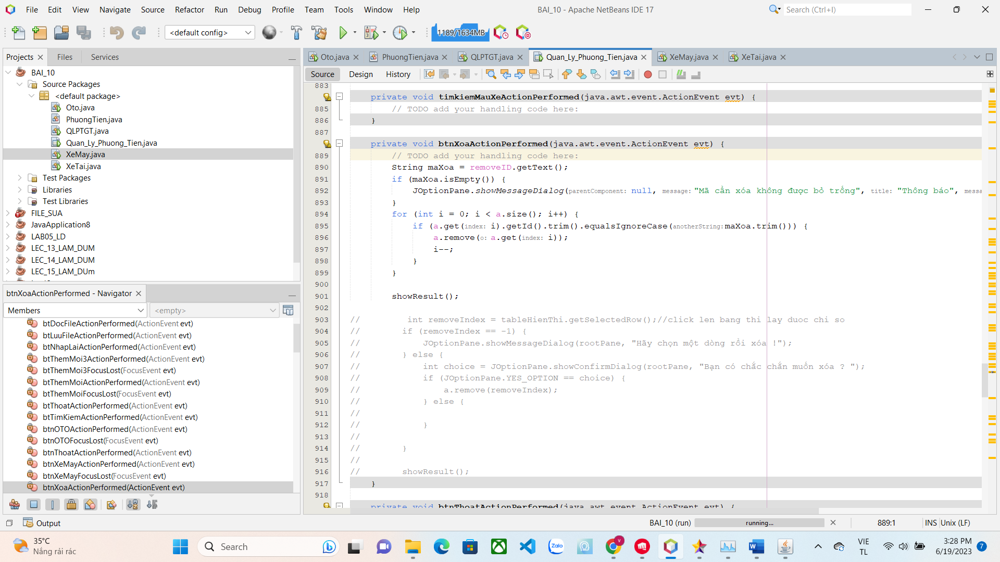 File Edit View Navigate Source Refactor Run Debug Profile Team Tools Window Help
BAI_10 - Apache NetBeans IDE 17
Search (Ctrl+I)
<default config>
1189/1634MB
Projects Files Services
BAI_10
Source Packages
<default package>
Oto.java
PhuongTien.java
QLPTGT.java
Quan_Ly_Phuong_Tien.java
XeMay.java
XeTai.java
Test Packages
Libraries
Test Libraries
FILE_SUA
JavaApplication8
LAB05_LD
LEC_13_LAM_DUM
LEC_14_LAM_DUM
LEC_15_LAM_DUm
btnXoaActionPerformed - Navigator
Members
<empty>
btDocFileActionPerformed(ActionEvent evt)
btLuuFileActionPerformed(ActionEvent evt)
btNhapLaiActionPerformed(ActionEvent evt)
btThemMoi3ActionPerformed(ActionEvent evt)
btThemMoi3FocusLost(FocusEvent evt)
btThemMoiActionPerformed(ActionEvent evt)
btThemMoiFocusLost(FocusEvent evt)
btThoatActionPerformed(ActionEvent evt)
btTimKiemActionPerformed(ActionEvent evt)
btnOTOActionPerformed(ActionEvent evt)
btnOTOFocusLost(FocusEvent evt)
btnThoatActionPerformed(ActionEvent evt)
btnXeMayActionPerformed(ActionEvent evt)
btnXeMayFocusLost(FocusEvent evt)
btnXoaActionPerformed(ActionEvent evt)
Oto.java PhuongTien.java QLPTGT.java Quan_Ly_Phuong_Tien.java XeMay.java XeTai.java
Source Design History
883
private void timkiemMauXeActionPerformed(java.awt.event.ActionEvent evt) {
885 // TODO add your handling code here:
886 }
887
private void btnXoaActionPerformed(java.awt.event.ActionEvent evt) {
889 // TODO add your handling code here:
890 String maXoa = removeID.getText();
891 if (maXoa.isEmpty()) {
892 JOptionPane.showMessageDialog(parentComponent: null, message: "Mã cần xóa không được bỏ trống", title: "Thông báo", messa
893 }
894 for (int i = 0; i < a.size(); i++) {
895 if (a.get(index: i).getId().trim().equalsIgnoreCase(anotherString: maXoa.trim())) {
896 a.remove(o: a.get(index: i));
897 i--;
898 }
899 }
900
901 showResult();
902
903 // int removeIndex = tableHienThi.getSelectedRow();//click len bang thi lay duoc chi so
904 // if (removeIndex == -1) {
905 // JOptionPane.showMessageDialog(rootPane, "Hãy chọn một dòng rồi xóa !");
906 // } else {
907 // int choice = JOptionPane.showConfirmDialog(rootPane, "Bạn có chắc chắn muốn xóa ? ");
908 // if (JOptionPane.YES_OPTION == choice) {
909 // a.remove(removeIndex);
910 // } else {
911 //
912 // }
913 //
914 // }
915 //
916 // showResult();
917 }
918
private void btnThoatActionPerformed(java.awt.event.ActionEvent evt) {
Output
BAI_10 (run) running... 889:1 INS Unix (LF)
35°C
Nắng rải rác
Search
Zalo
VIE
TL
3:28 PM
6/19/2023
7